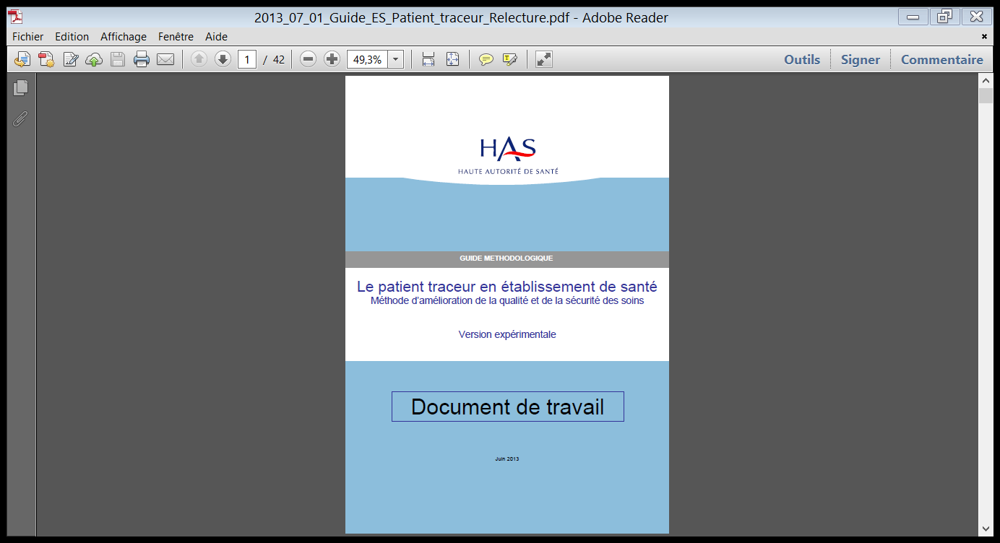 2013_07_01_Guide_ES_Patient_traceur_Relecture.pdf - Adobe Reader
Fichier Edition Affichage Fenêtre Aide
1 / 42 49,3% Outils Signer Commentaire
HAS
HAUTE AUTORITÉ DE SANTÉ
GUIDE METHODOLOGIQUE
Le patient traceur en établissement de santé
Méthode d'amélioration de la qualité et de la sécurité des soins
Version expérimentale
Document de travail
Juin 2013